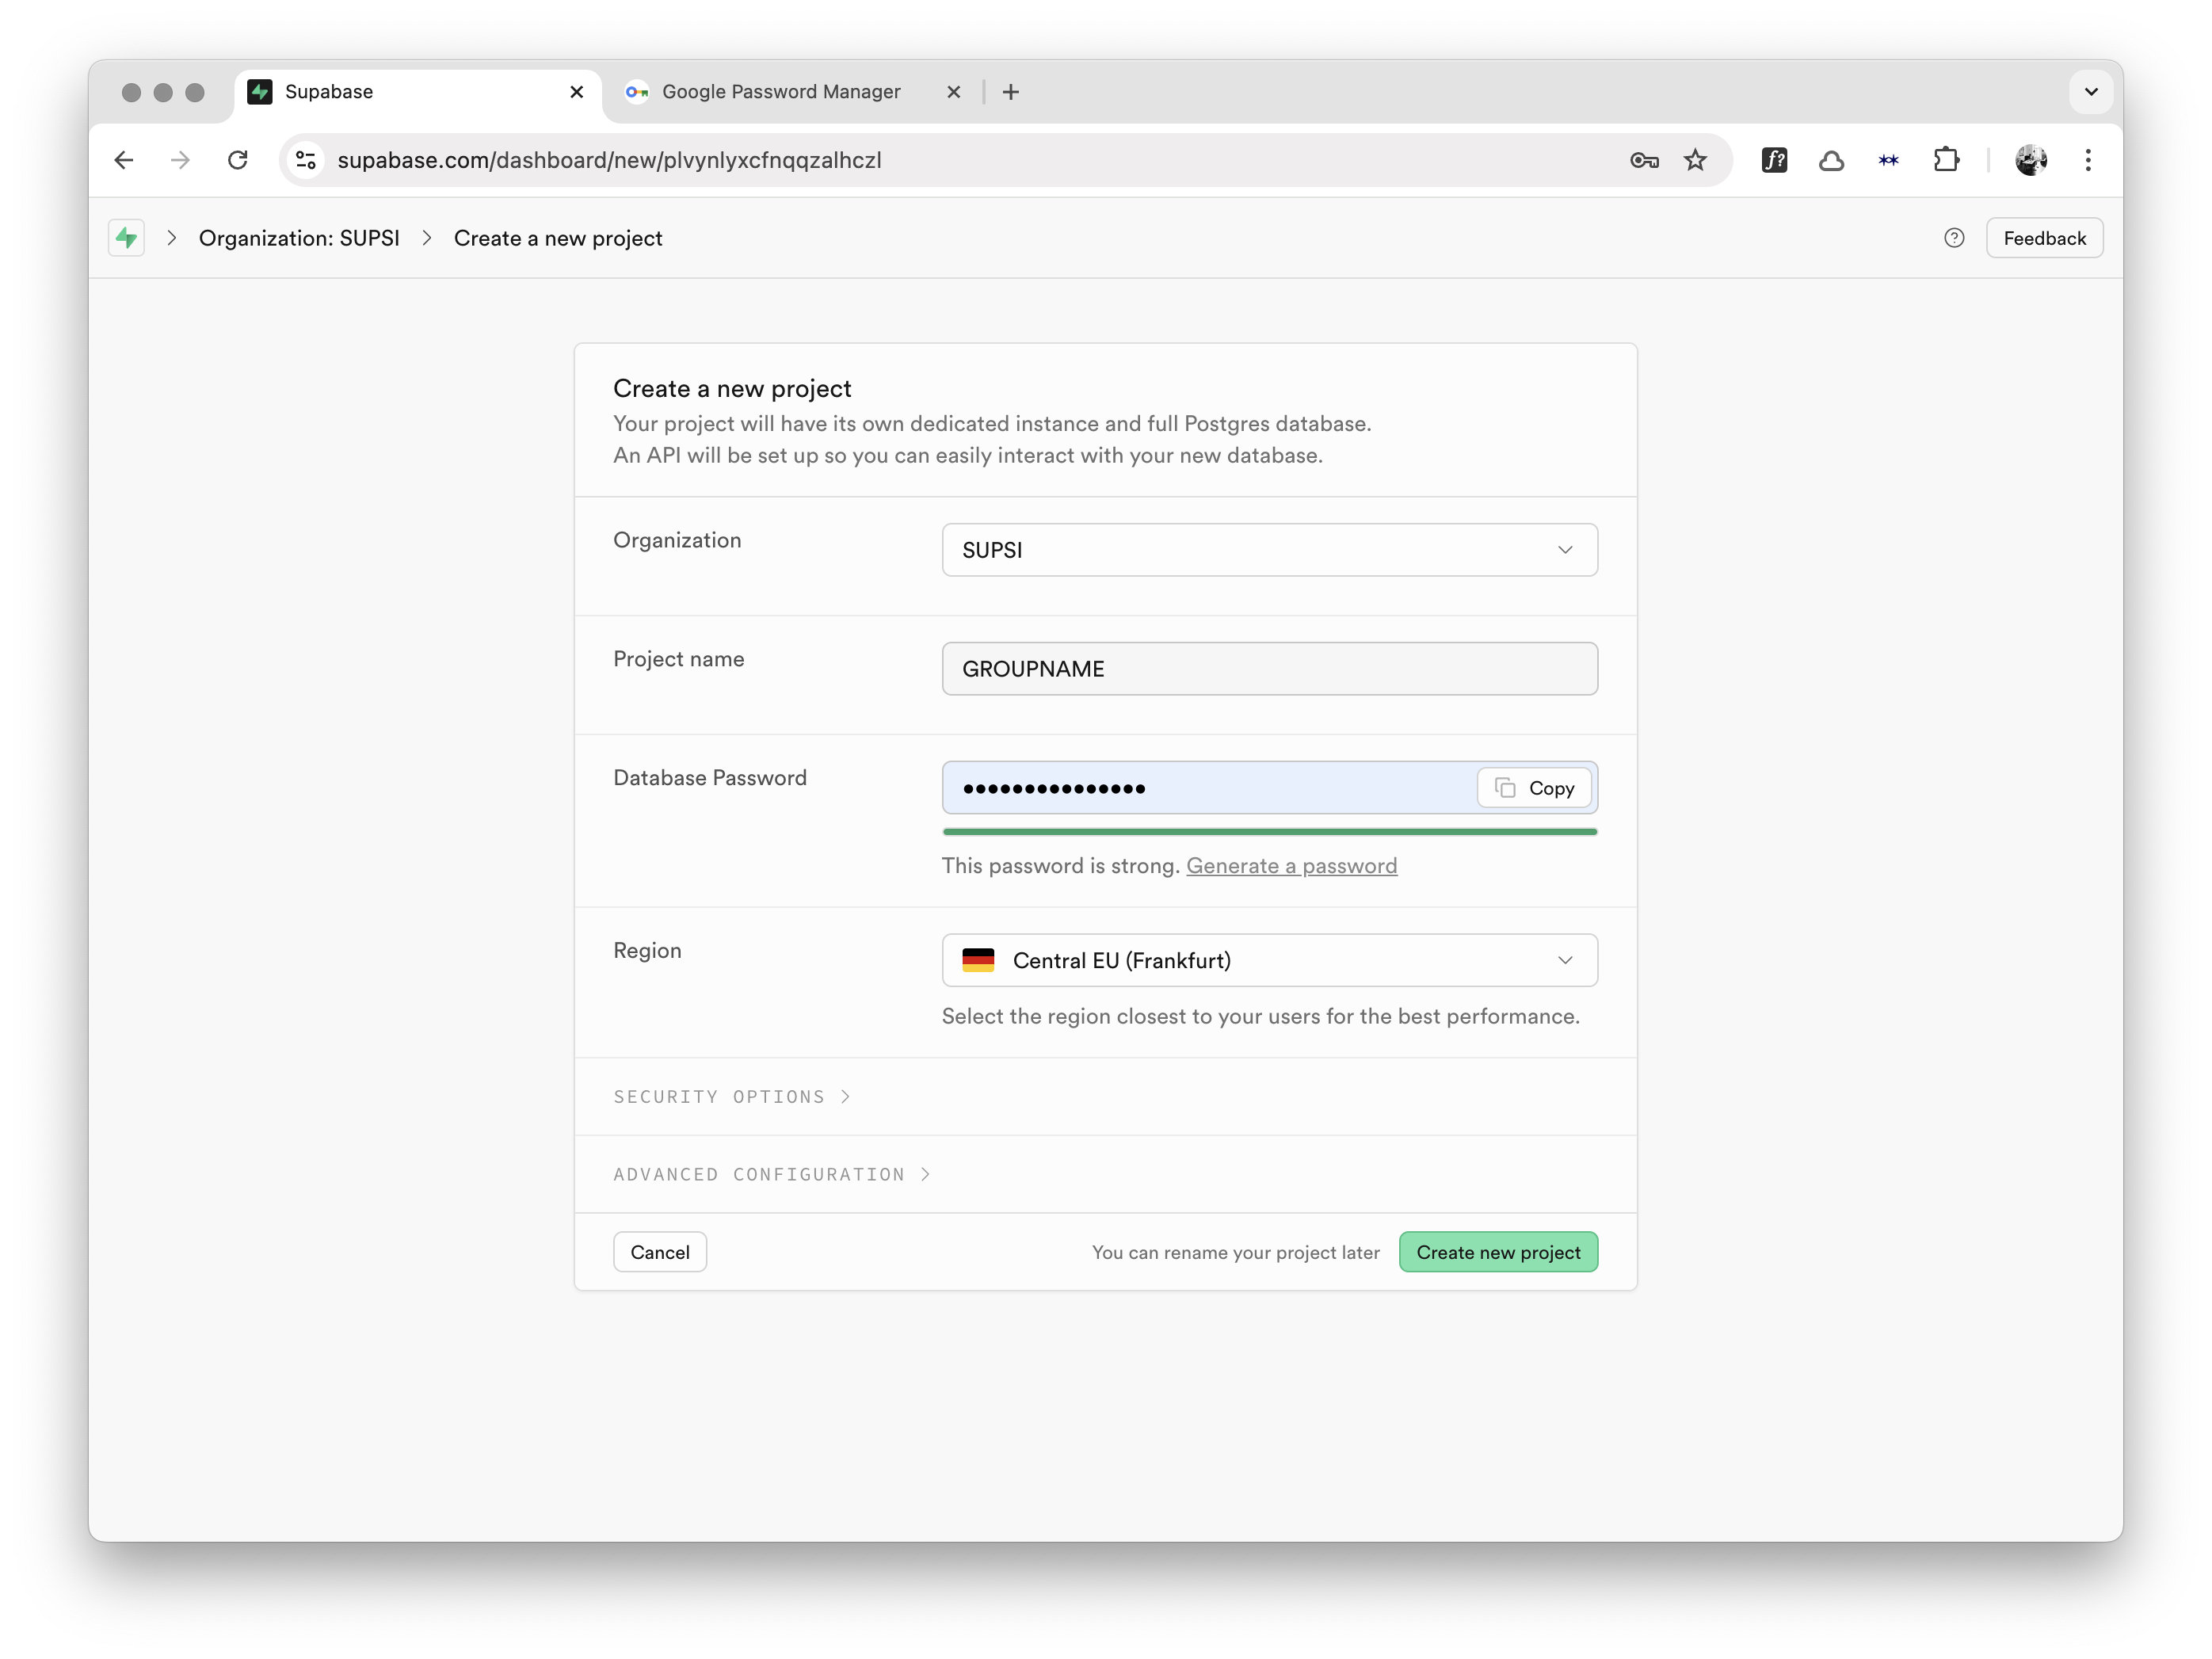 Supabase
Google Password Manager
supabase.com/dashboard/new/plvynlyxcfnqqzalhczl
f?
Organization: SUPSI
Create a new project
Feedback
Create a new project
Your project will have its own dedicated instance and full Postgres database.
An API will be set up so you can easily interact with your new database.
Organization
SUPSI
Project name
GROUPNAME
Database Password
Copy
This password is strong. Generate a password
Region
Central EU (Frankfurt)
Select the region closest to your users for the best performance.
SECURITY OPTIONS
ADVANCED CONFIGURATION
Cancel
You can rename your project later
Create new project